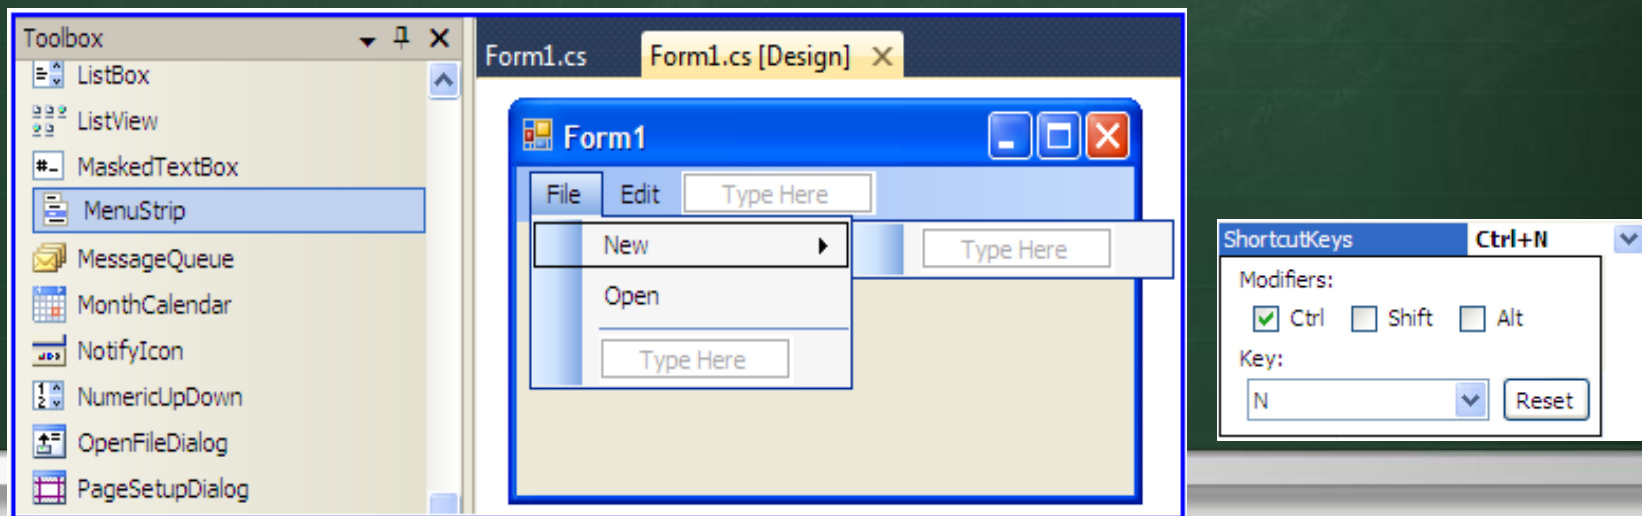 Toolbox
ListBox
ListView
MaskedTextBox
MenuStrip
MessageQueue
MonthCalendar
NotifyIcon
NumericUpDown
OpenFileDialog
PageSetupDialog
Form1.cs
Form1.cs [Design]
Form1
File Edit Type Here
New
Type Here
Open
Type Here
ShortcutKeys Ctrl+N
Modifiers:
Ctrl Shift Alt
Key:
N Reset